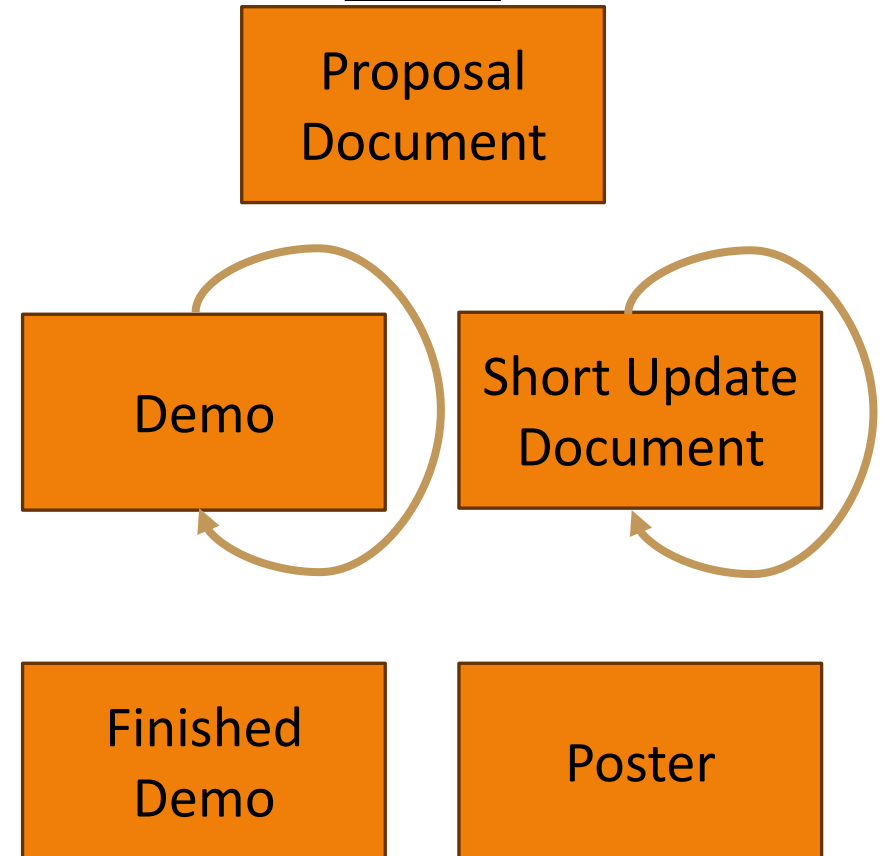 Proposal
Document
Demo
Short Update
Document
Finished
Demo
Poster